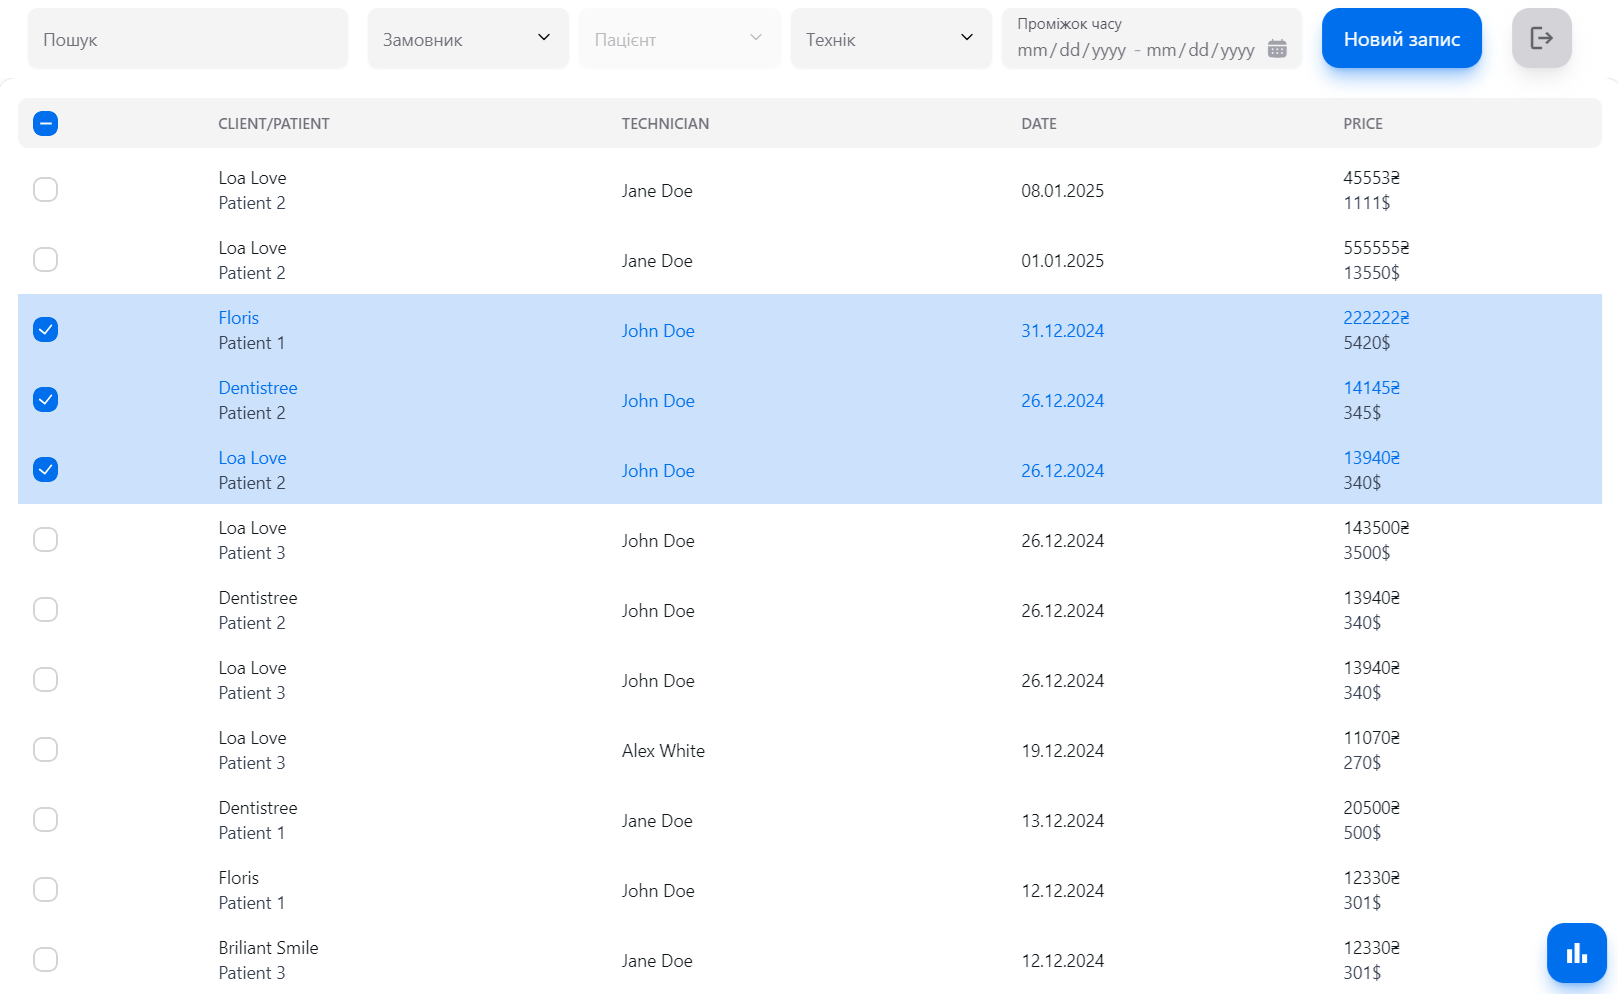 Пошук
Замовник
Пацієнт
Технік
Проміжок часу
mm/dd/yyyy - mm/dd/yyyy
Новий запис
CLIENT/PATIENT TECHNICIAN DATE PRICE
Loa Love
Patient 2
Jane Doe
08.01.2025
45553₴
1111$
Loa Love
Patient 2
Jane Doe
01.01.2025
555555₴
13550$
Floris
Patient 1
John Doe
31.12.2024
222222₴
5420$
Dentistree
Patient 2
John Doe
26.12.2024
14145₴
345$
Loa Love
Patient 2
John Doe
26.12.2024
13940₴
340$
Loa Love
Patient 3
John Doe
26.12.2024
143500₴
3500$
Dentistree
Patient 2
John Doe
26.12.2024
13940₴
340$
Loa Love
Patient 3
John Doe
26.12.2024
13940₴
340$
Loa Love
Patient 3
Alex White
19.12.2024
11070₴
270$
Dentistree
Patient 1
Jane Doe
13.12.2024
20500₴
500$
Floris
Patient 1
John Doe
12.12.2024
12330₴
301$
Briliant Smile
Patient 3
Jane Doe
12.12.2024
12330₴
301$